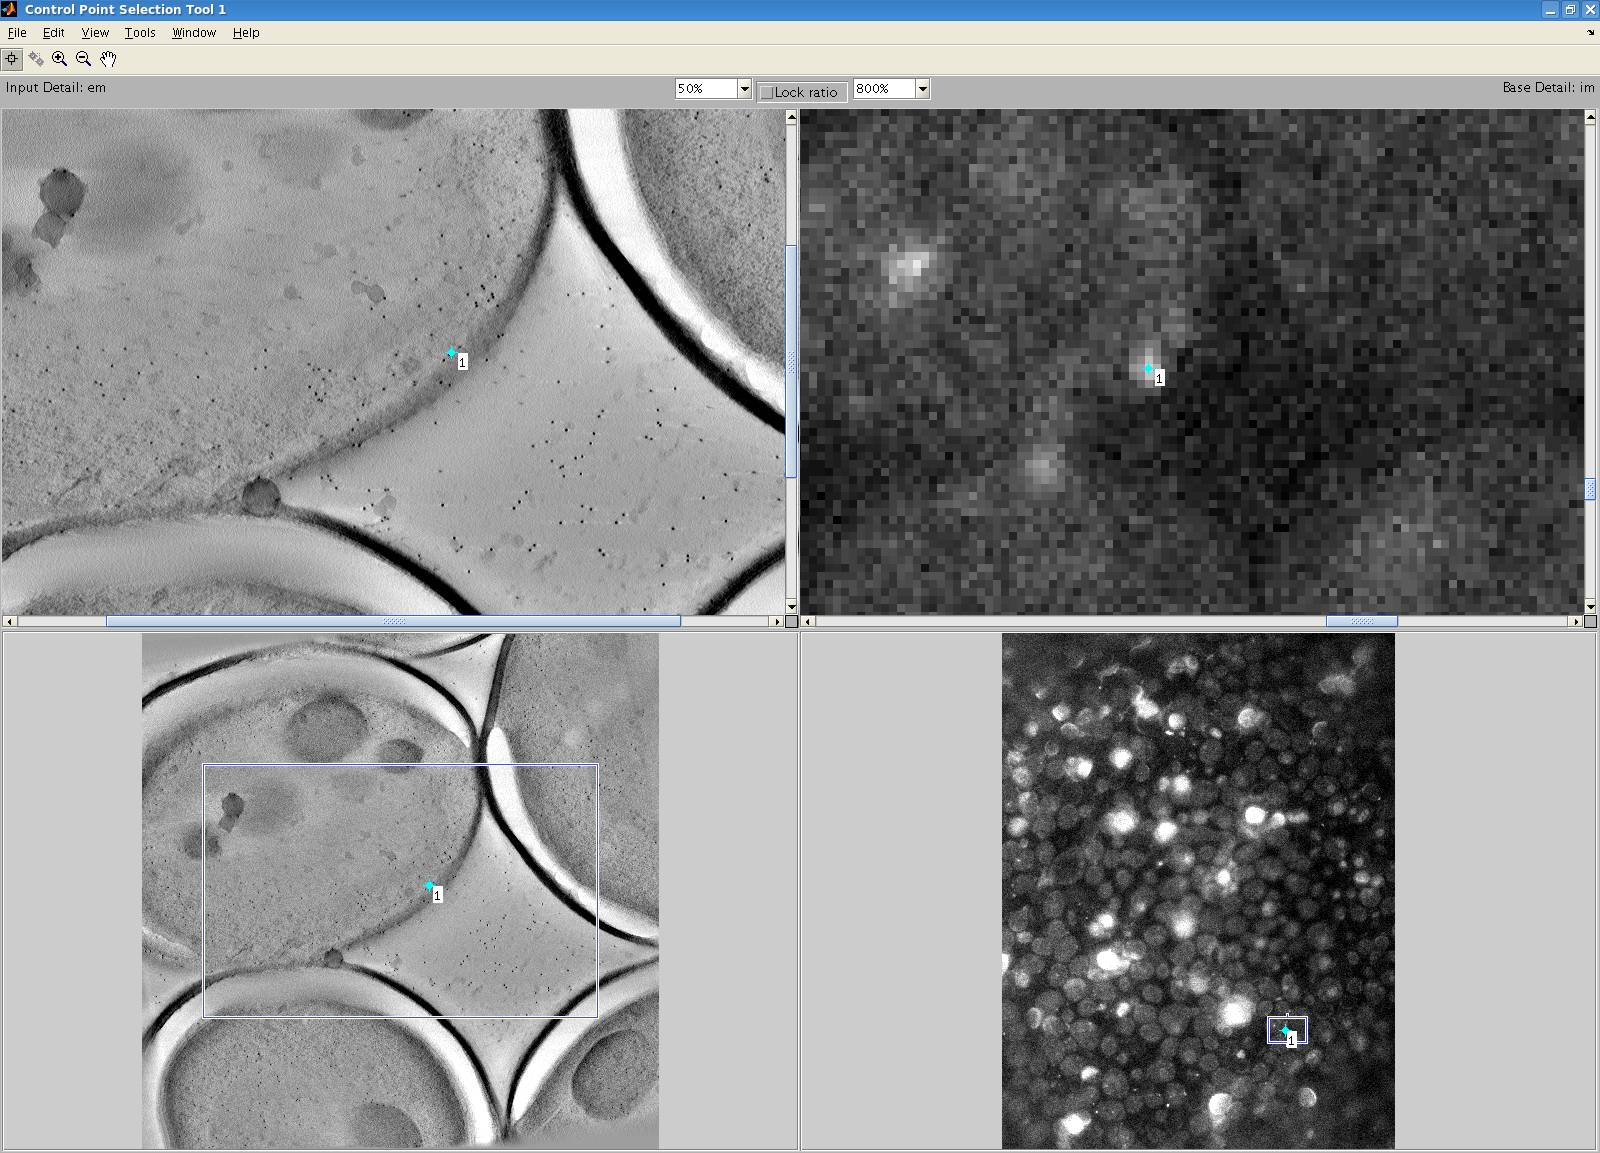 Control Point Selection Tool 1
File Edit View Tools Window Help
Input Detail: em 50% Lock ratio 800% Base Detail: im
1
1
1
1